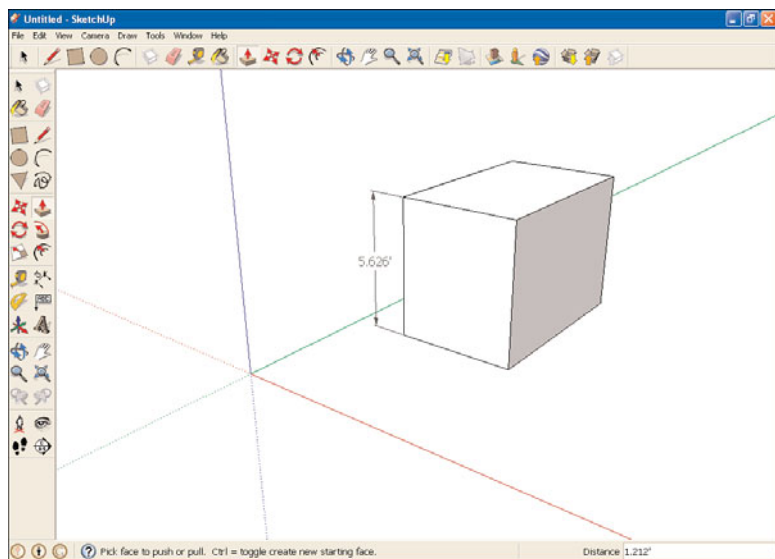 Untitled - SketchUp
File Edit View Camera Draw Tools Window Help
5.626'
Pick face to push or pull. Ctrl = toggle create new starting face.
Distance 1.212'